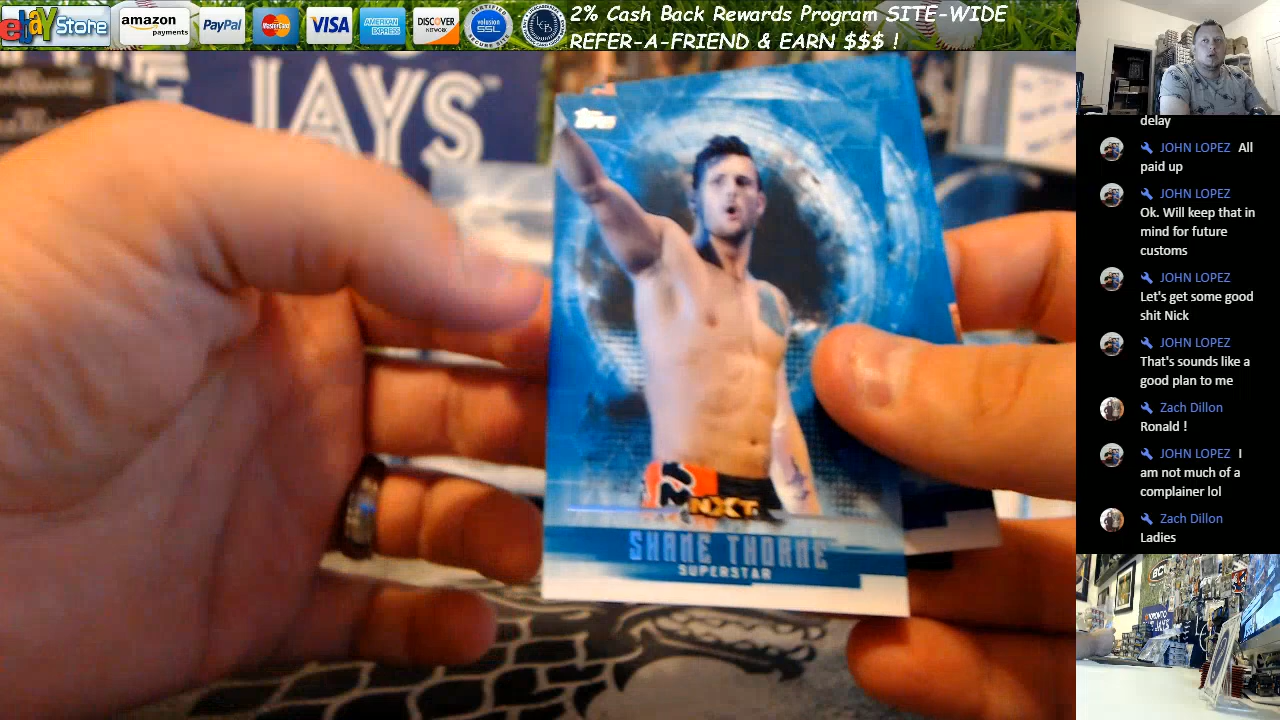 ebay Store
amazon
payments
PayPal
MasterCard
VISA
AMERICAN
EXPRESS
DISCOVER
NETWORK
volusion
SSL
2% Cash Back Rewards Program SITE-WIDE
REFER-A-FRIEND & EARN $$$ !
JAYS
Topps
NXT
SHANE THORNE
SUPERSTAR
delay
JOHN LOPEZ All
paid up
JOHN LOPEZ
Ok. Will keep that in
mind for future
customs
JOHN LOPEZ
Let's get some good
shit Nick
JOHN LOPEZ
That's sounds like a
good plan to me
Zach Dillon
Ronald !
JOHN LOPEZ I
am not much of a
complainer lol
Zach Dillon
Ladies